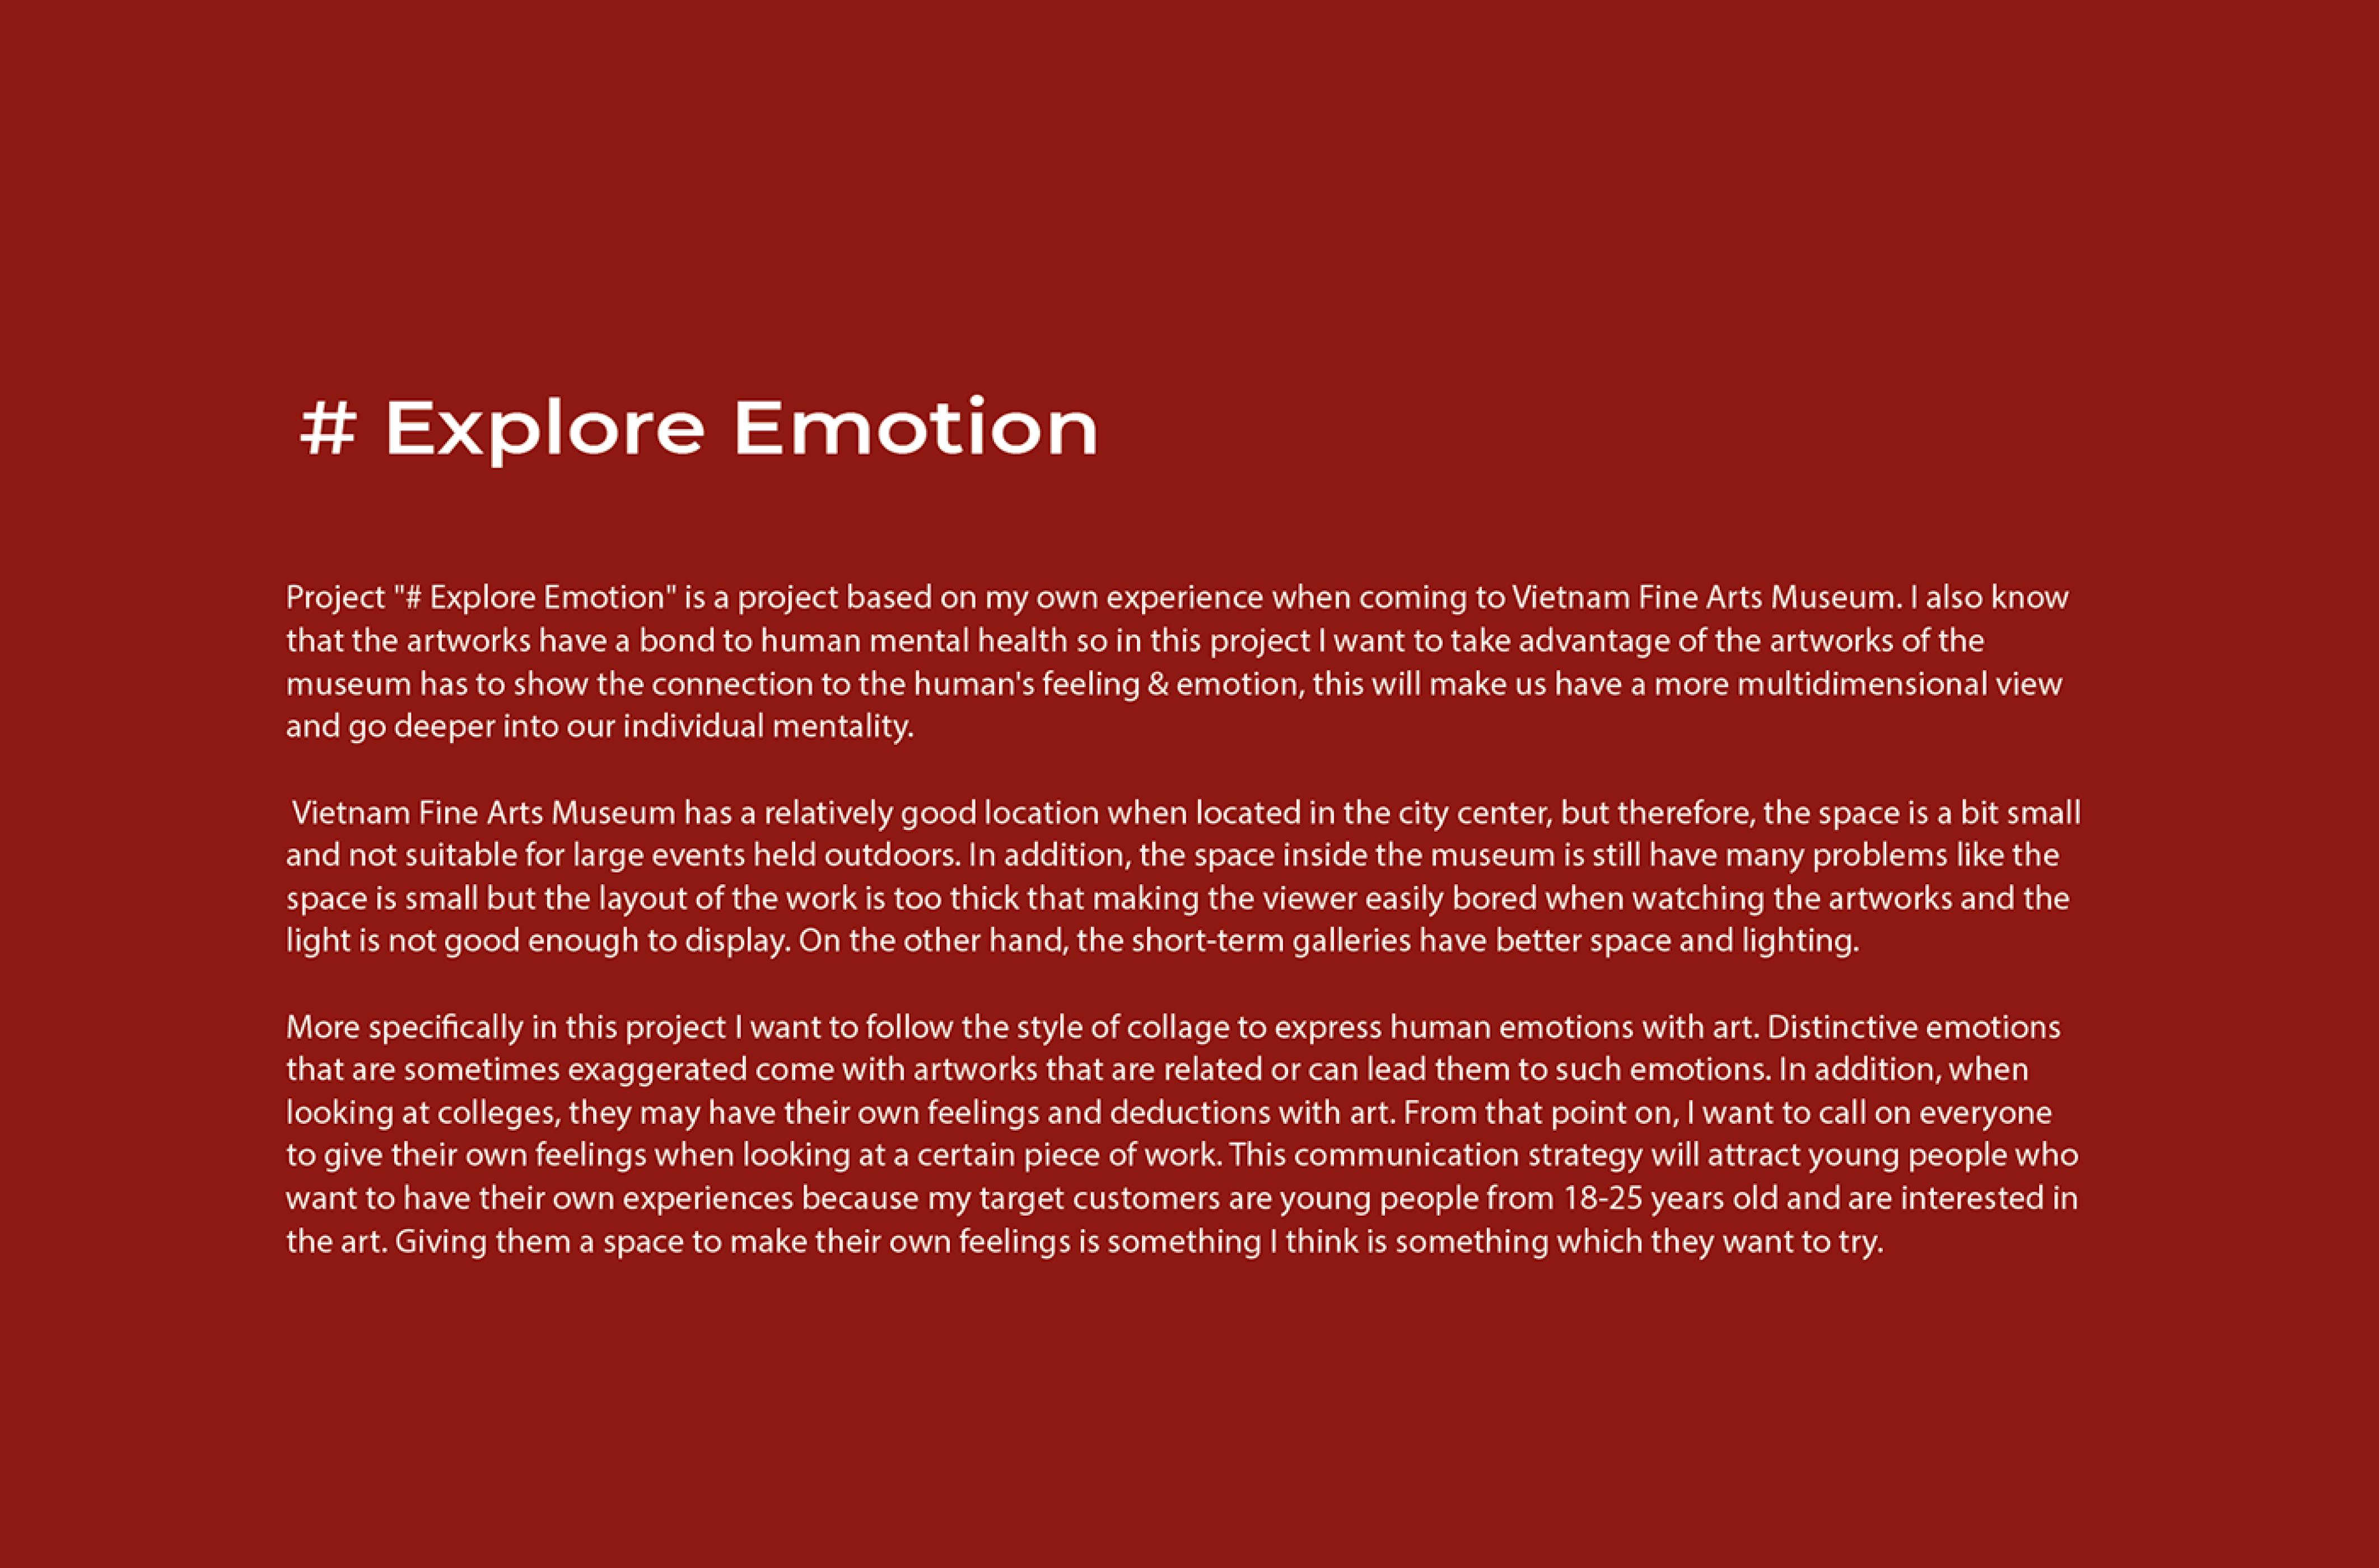 # Explore Emotion
Project "# Explore Emotion" is a project based on my own experience when coming to Vietnam Fine Arts Museum. I also know
that the artworks have a bond to human mental health so in this project I want to take advantage of the artworks of the
museum has to show the connection to the human's feeling & emotion, this will make us have a more multidimensional view
and go deeper into our individual mentality.
Vietnam Fine Arts Museum has a relatively good location when located in the city center, but therefore, the space is a bit small
and not suitable for large events held outdoors. In addition, the space inside the museum is still have many problems like the
space is small but the layout of the work is too thick that making the viewer easily bored when watching the artworks and the
light is not good enough to display. On the other hand, the short-term galleries have better space and lighting.
More specifically in this project I want to follow the style of collage to express human emotions with art. Distinctive emotions
that are sometimes exaggerated come with artworks that are related or can lead them to such emotions. In addition, when
looking at colleges, they may have their own feelings and deductions with art. From that point on, I want to call on everyone
to give their own feelings when looking at a certain piece of work. This communication strategy will attract young people who
want to have their own experiences because my target customers are young people from 18-25 years old and are interested in
the art. Giving them a space to make their own feelings is something I think is something which they want to try.